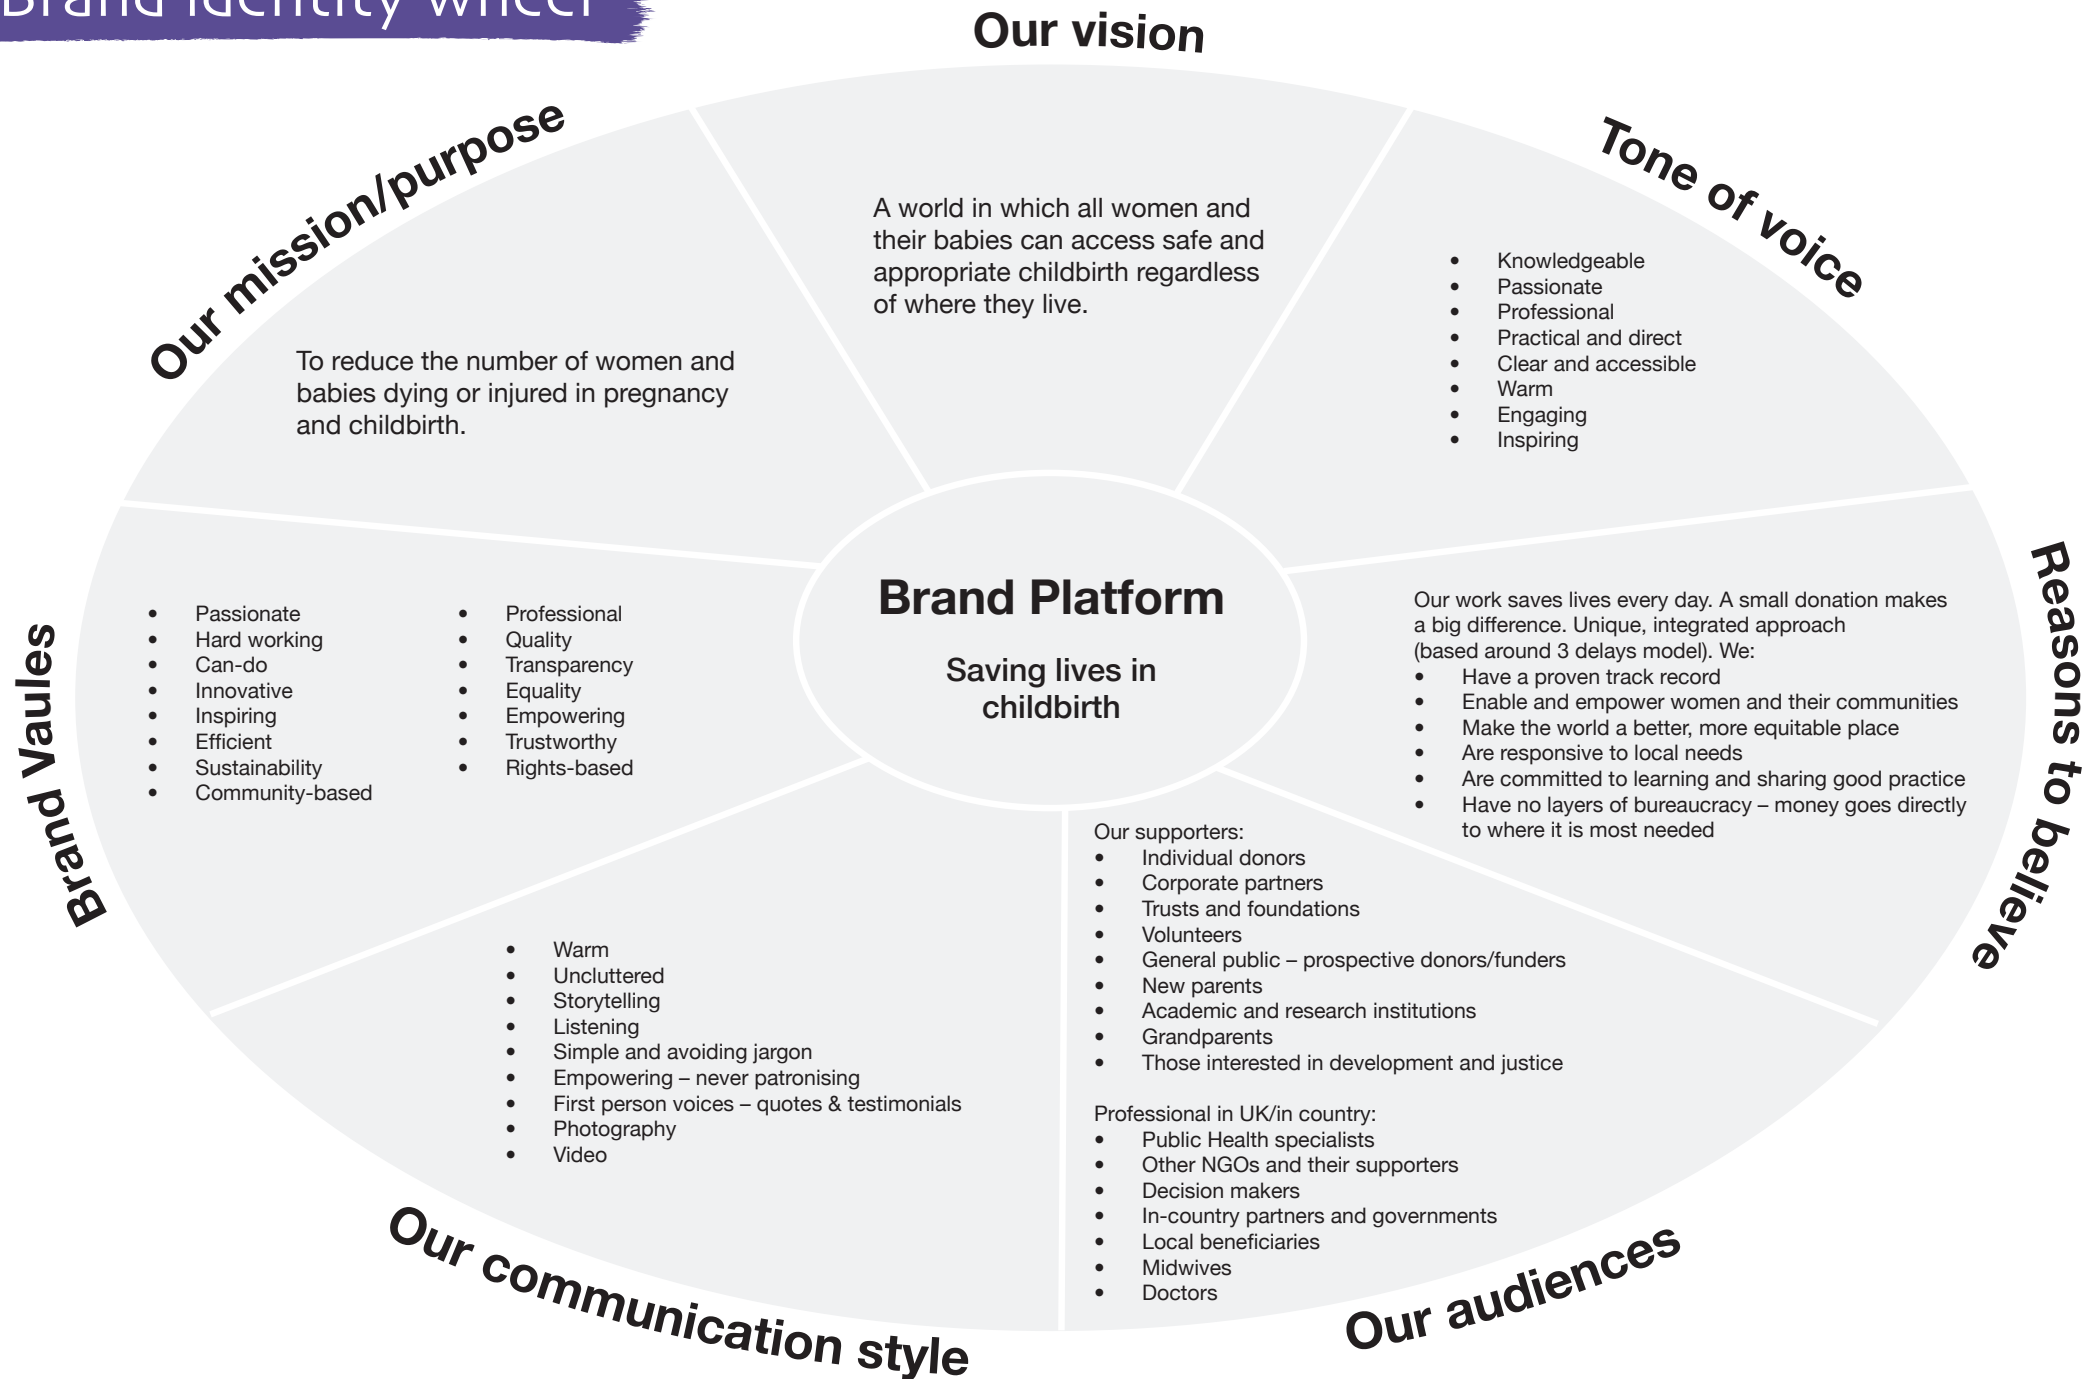 Brand identity wheel
Our vision
A world in which all women and
their babies can access safe and
appropriate childbirth regardless
of where they live.
Tone of voice
• Knowledgeable
• Passionate
• Professional
• Practical and direct
• Clear and accessible
• Warm
• Engaging
• Inspiring
Reasons to believe
Our work saves lives every day. A small donation makes
a big difference. Unique, integrated approach
(based around 3 delays model). We:
• Have a proven track record
• Enable and empower women and their communities
• Make the world a better, more equitable place
• Are responsive to local needs
• Are committed to learning and sharing good practice
• Have no layers of bureaucracy – money goes directly
to where it is most needed
Our audiences
Our supporters:
• Individual donors
• Corporate partners
• Trusts and foundations
• Volunteers
• General public – prospective donors/funders
• New parents
• Academic and research institutions
• Grandparents
• Those interested in development and justice
Professional in UK/in country:
• Public Health specialists
• Other NGOs and their supporters
• Decision makers
• In-country partners and governments
• Local beneficiaries
• Midwives
• Doctors
Our communication style
• Warm
• Uncluttered
• Storytelling
• Listening
• Simple and avoiding jargon
• Empowering – never patronising
• First person voices – quotes & testimonials
• Photography
• Video
Brand Vaules
• Passionate
• Hard working
• Can-do
• Innovative
• Inspiring
• Efficient
• Sustainability
• Community-based
• Professional
• Quality
• Transparency
• Equality
• Empowering
• Trustworthy
• Rights-based
Our mission/purpose
To reduce the number of women and
babies dying or injured in pregnancy
and childbirth.
Brand Platform
Saving lives in
childbirth